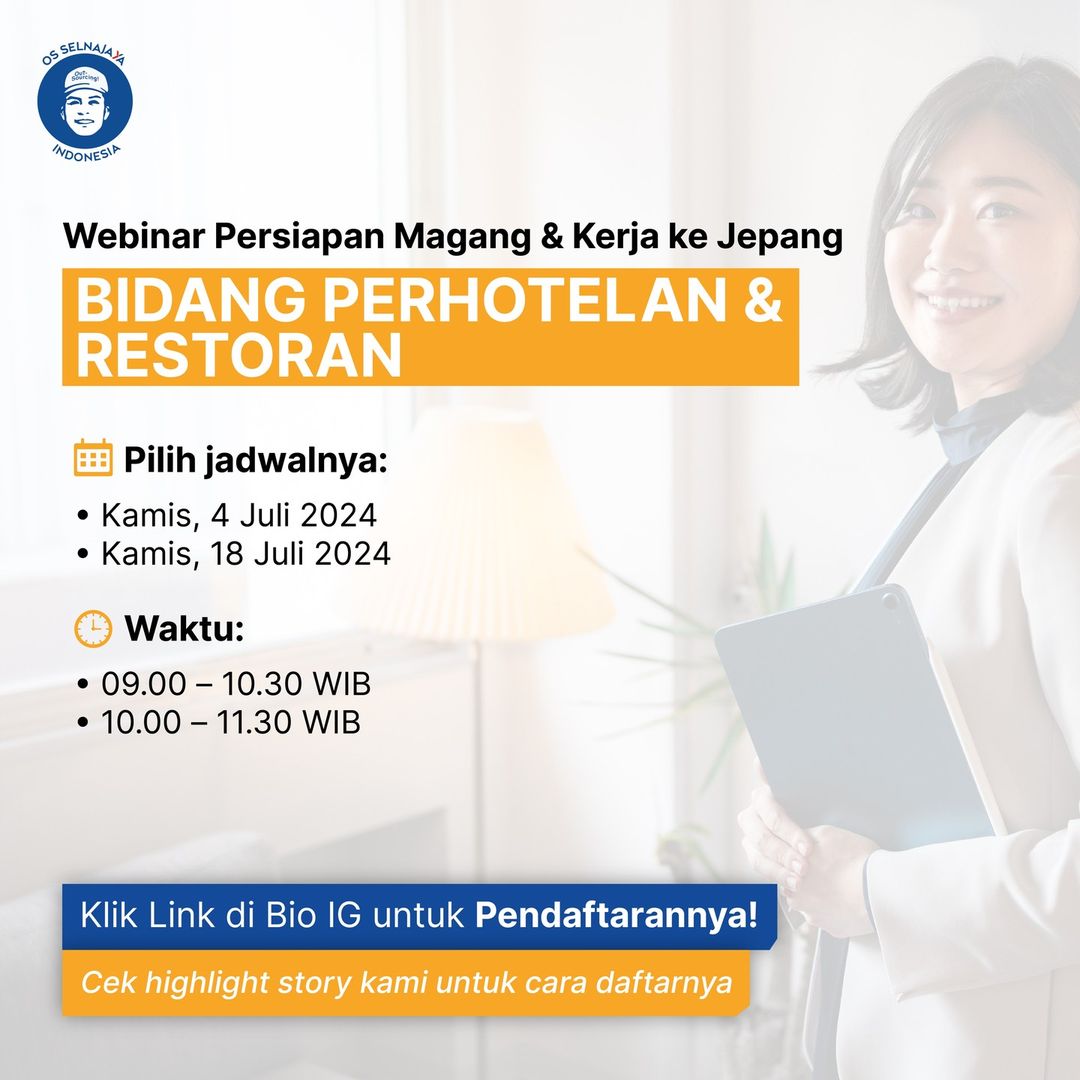 OS SELNAJAYA
Out-
Sourcing!
INDONESIA
Webinar Persiapan Magang & Kerja ke Jepang
BIDANG PERHOTELAN &
RESTORAN
Pilih jadwalnya:
• Kamis, 4 Juli 2024
• Kamis, 18 Juli 2024
Waktu:
• 09.00 – 10.30 WIB
• 10.00 – 11.30 WIB
Klik Link di Bio IG untuk Pendaftarannya!
Cek highlight story kami untuk cara daftarnya